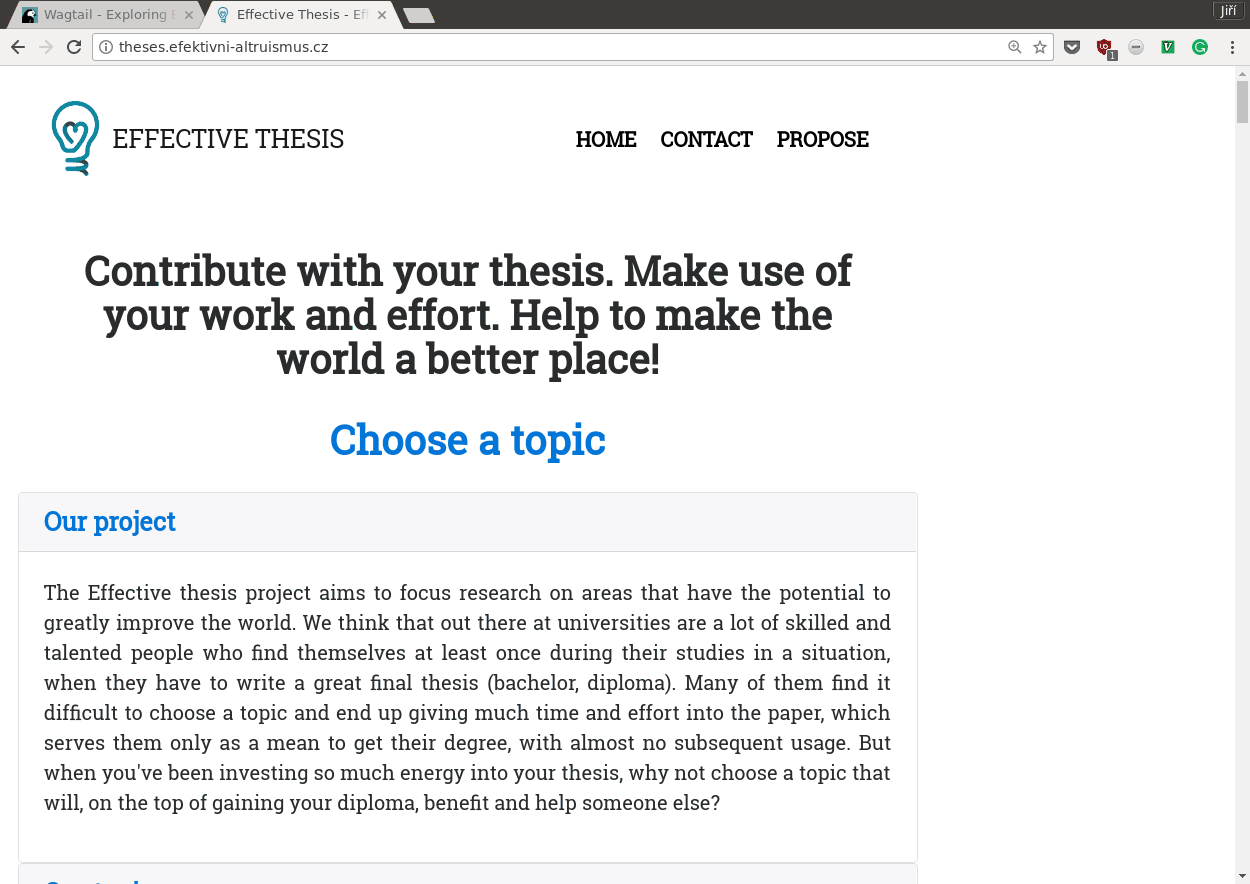 Wagtail - Exploring
Effective Thesis - Ef
Jiří
theses.efektivni-altruismus.cz
1
EFFECTIVE THESIS
HOME CONTACT PROPOSE
Contribute with your thesis. Make use of
your work and effort. Help to make the
world a better place!
Choose a topic
Our project
The Effective thesis project aims to focus research on areas that have the potential to
greatly improve the world. We think that out there at universities are a lot of skilled and
talented people who find themselves at least once during their studies in a situation,
when they have to write a great final thesis (bachelor, diploma). Many of them find it
difficult to choose a topic and end up giving much time and effort into the paper, which
serves them only as a mean to get their degree, with almost no subsequent usage. But
when you've been investing so much energy into your thesis, why not choose a topic that
will, on the top of gaining your diploma, benefit and help someone else?